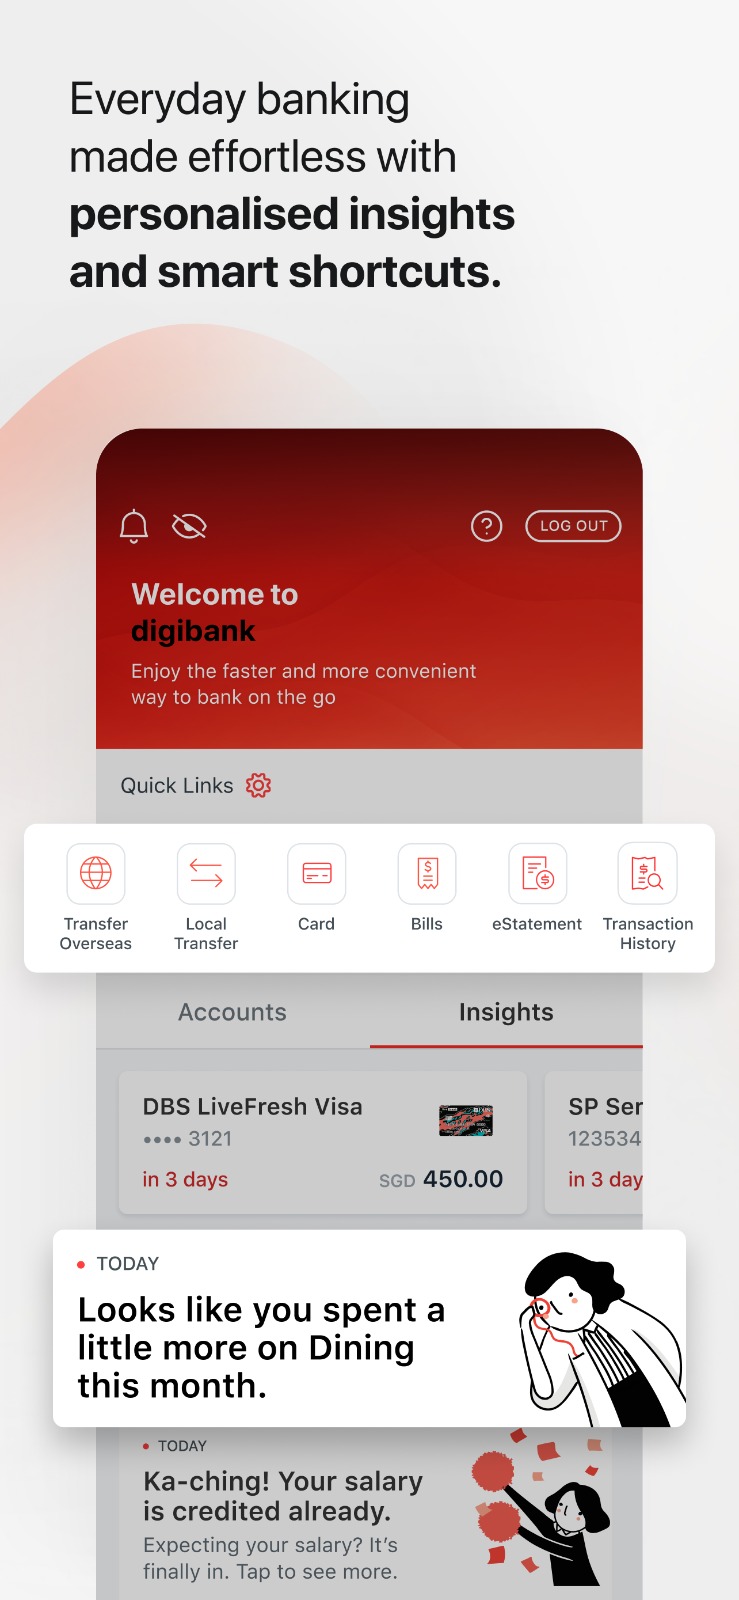 Everyday banking
made effortless with
personalised insights
and smart shortcuts.
LOG OUT
Welcome to
digibank
Enjoy the faster and more convenient
way to bank on the go
Quick Links
Transfer
Overseas
Local
Transfer
Card
Bills
eStatement
Transaction
History
Accounts
Insights
DBS LiveFresh Visa
•••• 3121
in 3 days
SGD 450.00
SP Ser
123534
in 3 day
TODAY
Looks like you spent a
little more on Dining
this month.
TODAY
Ka-ching! Your salary
is credited already.
Expecting your salary? It’s
finally in. Tap to see more.